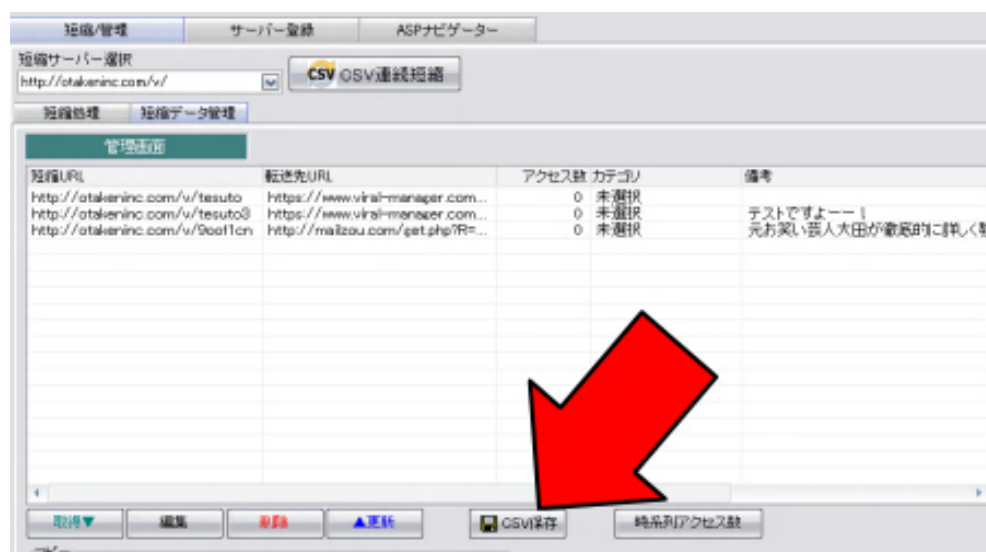 短縮/管理 サーバー登録 ASPナビゲーター
短縮サーバー選択
http://otakeninc.com/v/ CSV CSV連続短縮
短縮処理 短縮データ管理
管理画面
短縮URL 転送先URL アクセス数 カテゴリ 備考
http://otakeninc.com/v/tesuto https://www.viral-manager.com... 0 未選択
http://otakeninc.com/v/tesuto3 https://www.viral-manager.com... 0 未選択 テストですよーー!
http://otakeninc.com/v/9oof1cn http://mailzou.com/get.php?R=... 0 未選択 元お笑い芸人大田が徹底的に詳しく
取得▼ 編集 削除 ▲更新 CSV保存 時系列アクセス数